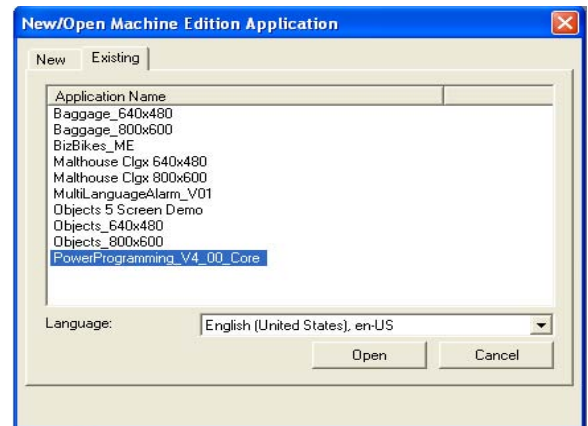 New/Open Machine Edition Application
New Existing
Application Name
Baggage_640x480
Baggage_800x600
BizBikes_ME
Malthouse Clgx 640x480
Malthouse Clgx 800x600
MultiLanguageAlarm_V01
Objects 5 Screen Demo
Objects_640x480
Objects_800x600
PowerProgramming_V4_00_Core
Language: English (United States), en-US
Open Cancel